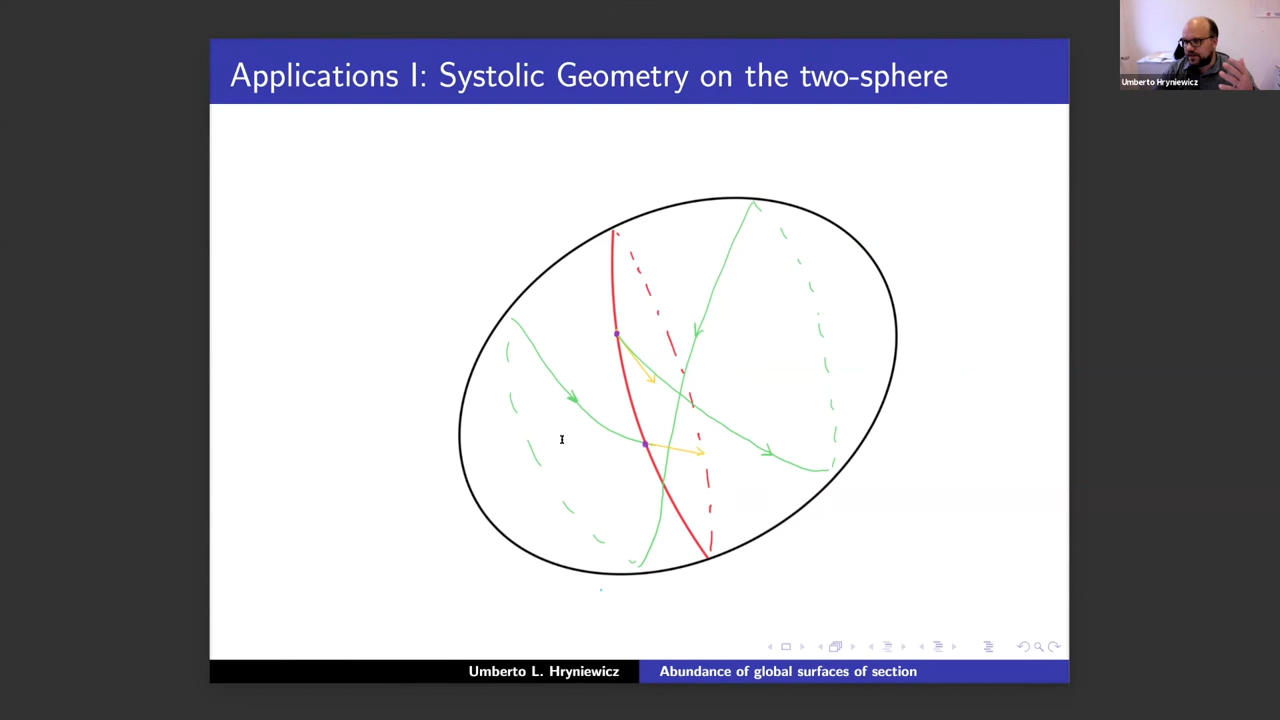 Applications I: Systolic Geometry on the two-sphere
Umberto Hryniewicz
Umberto L. Hryniewicz
Abundance of global surfaces of section